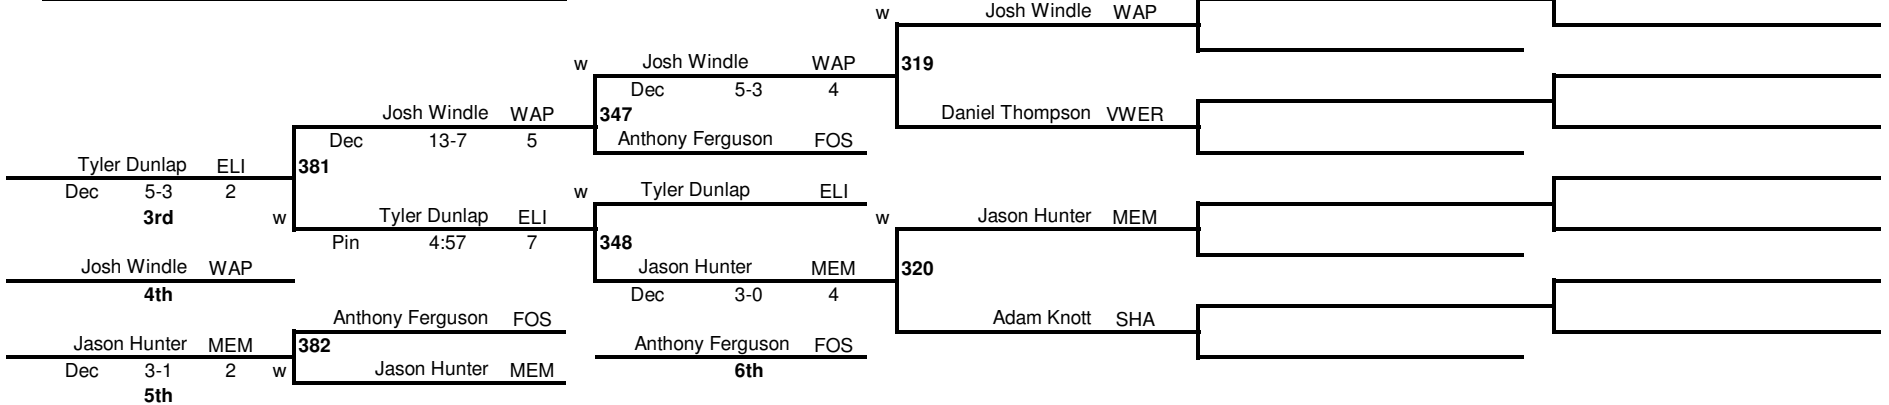 w Josh Windle WAP
w Josh Windle WAP 319
Dec 5-3 4
Josh Windle WAP 347 Daniel Thompson VWER
Dec 13-7 5 Anthony Ferguson FOS
Tyler Dunlap ELI 381
Dec 5-3 2 w Tyler Dunlap ELI
3rd w Tyler Dunlap ELI w Jason Hunter MEM
Pin 4:57 7 348
Josh Windle WAP Jason Hunter MEM 320
4th Dec 3-0 4
Anthony Ferguson FOS Adam Knott SHA
Jason Hunter MEM 382 Anthony Ferguson FOS
Dec 3-1 2 w Jason Hunter MEM 6th
5th